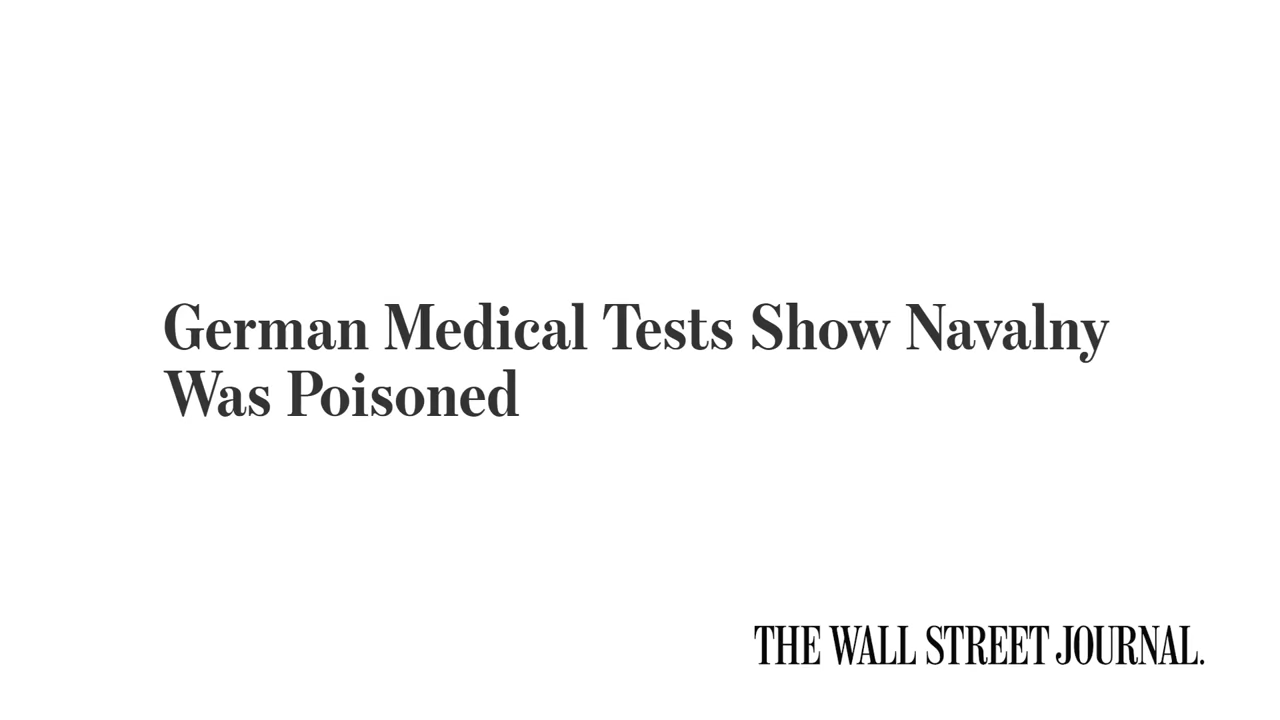 German Medical Tests Show Navalny
Was Poisoned
THE WALL STREET JOURNAL.